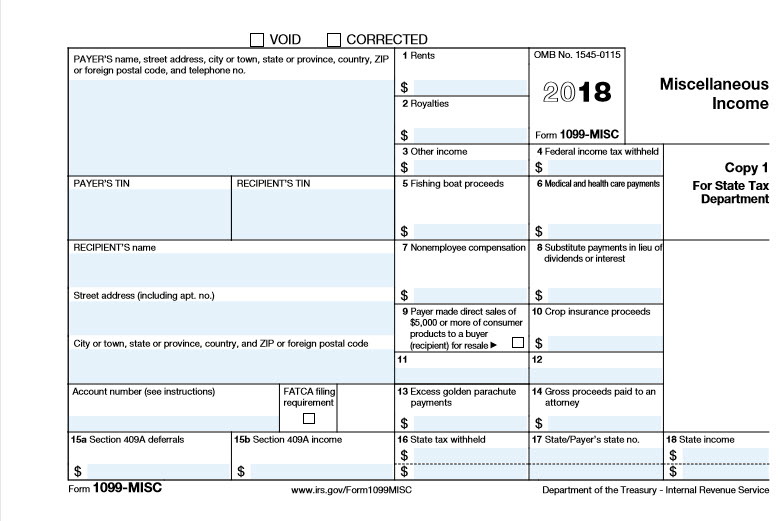 VOID CORRECTED
PAYER'S name, street address, city or town, state or province, country, ZIP
or foreign postal code, and telephone no.
1 Rents
$
2 Royalties
$
OMB No. 1545-0115
2018
Form 1099-MISC
Miscellaneous
Income
3 Other income
$
4 Federal income tax withheld
$
Copy 1
For State Tax
Department
PAYER'S TIN
RECIPIENT'S TIN
5 Fishing boat proceeds
$
6 Medical and health care payments
$
RECIPIENT'S name
7 Nonemployee compensation
$
8 Substitute payments in lieu of
dividends or interest
$
Street address (including apt. no.)
9 Payer made direct sales of
$5,000 or more of consumer
products to a buyer
(recipient) for resale ▶
10 Crop insurance proceeds
$
City or town, state or province, country, and ZIP or foreign postal code
11
12
Account number (see instructions)
FATCA filing
requirement
13 Excess golden parachute
payments
$
14 Gross proceeds paid to an
attorney
$
15a Section 409A deferrals
$
15b Section 409A income
$
16 State tax withheld
$
$
17 State/Payer's state no.
18 State income
$
$
Form 1099-MISC
www.irs.gov/Form1099MISC
Department of the Treasury - Internal Revenue Service